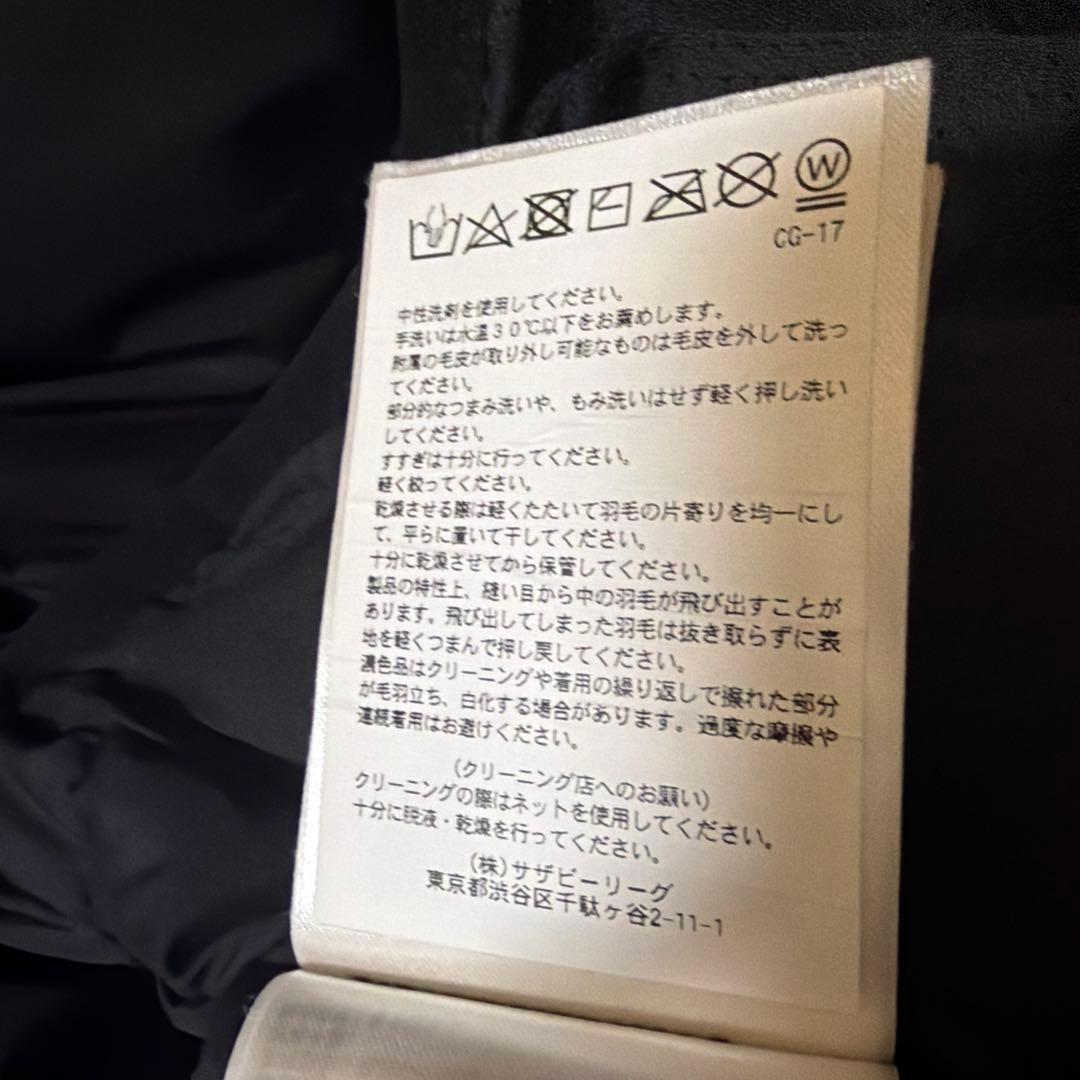 W
CG-17
中性洗剤を使用してください。
手洗いは水温30℃以下をお薦めします。
附属の毛皮が取り外し可能なものは毛皮を外して洗っ
てください。
部分的なつまみ洗いや、もみ洗いはせず軽く押し洗い
してください。
すすぎは十分に行ってください。
軽く絞ってください。
乾燥させる際は軽くたたいて羽毛の片寄りを均一にし
て、平らに置いて干してください。
十分に乾燥させてから保管してください。
製品の特性上、縫い目から中の羽毛が飛び出すことが
あります。飛び出してしまった羽毛は抜き取らずに表
地を軽くつまんで押し戻してください。
濃色品はクリーニングや着用の繰り返しで擦れた部分
が毛羽立ち、白化する場合があります。過度な摩擦や
連続着用はお避けください。
(クリーニング店へのお願い)
クリーニングの際はネットを使用してください。
十分に脱液・乾燥を行ってください。
(株)サザビーリーグ
東京都渋谷区千駄ヶ谷2-11-1